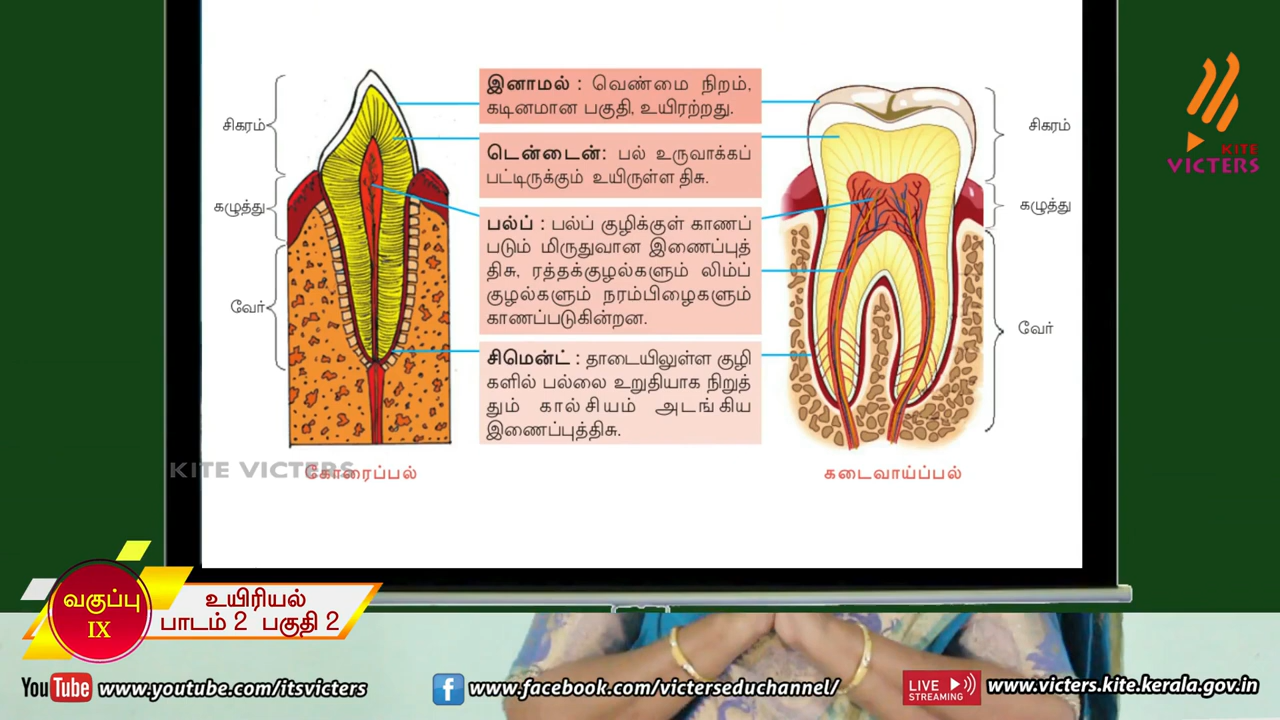 இனாமல் : வெண்மை நிறம்,
கடினமான பகுதி, உயிரற்றது.
டென்டைன்: பல் உருவாக்கப்
பட்டிருக்கும் உயிருள்ள திசு.
பல்ப் : பல்ப் குழிக்குள் காணப்
படும் மிருதுவான இணைப்புத்
திசு, ரத்தக்குழல்களும் லிம்ப்
குழல்களும் நரம்பிழைகளும்
காணப்படுகின்றன.
சிமென்ட் : தாடையிலுள்ள குழி
களில் பல்லை உறுதியாக நிறுத்
தும் கால்சியம் அடங்கிய
இணைப்புத்திசு.
சிகரம்
கழுத்து
வேர்
சிகரம்
கழுத்து
வேர்
கோரைப்பல்
கடைவாய்ப்பல்
KITE VICTERS
KITE
VICTERS
வகுப்பு
IX
உயிரியல்
பாடம் 2 பகுதி 2
YouTube www.youtube.com/itsvicters
f www.facebook.com/victerseduchannel/
LIVE
STREAMING
www.victers.kite.kerala.gov.in